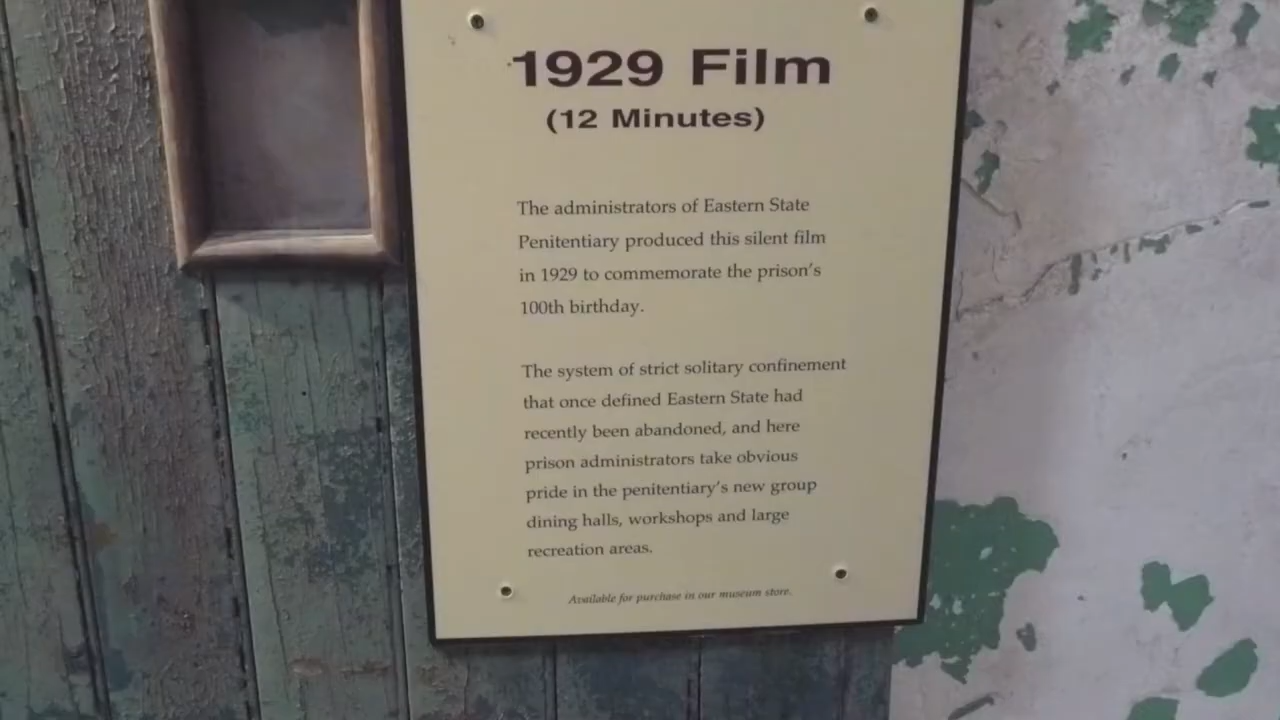 1929 Film
(12 Minutes)
The administrators of Eastern State
Penitentiary produced this silent film
in 1929 to commemorate the prison's
100th birthday.
The system of strict solitary confinement
that once defined Eastern State had
recently been abandoned, and here
prison administrators take obvious
pride in the penitentiary's new group
dining halls, workshops and large
recreation areas.
Available for purchase in our museum store.